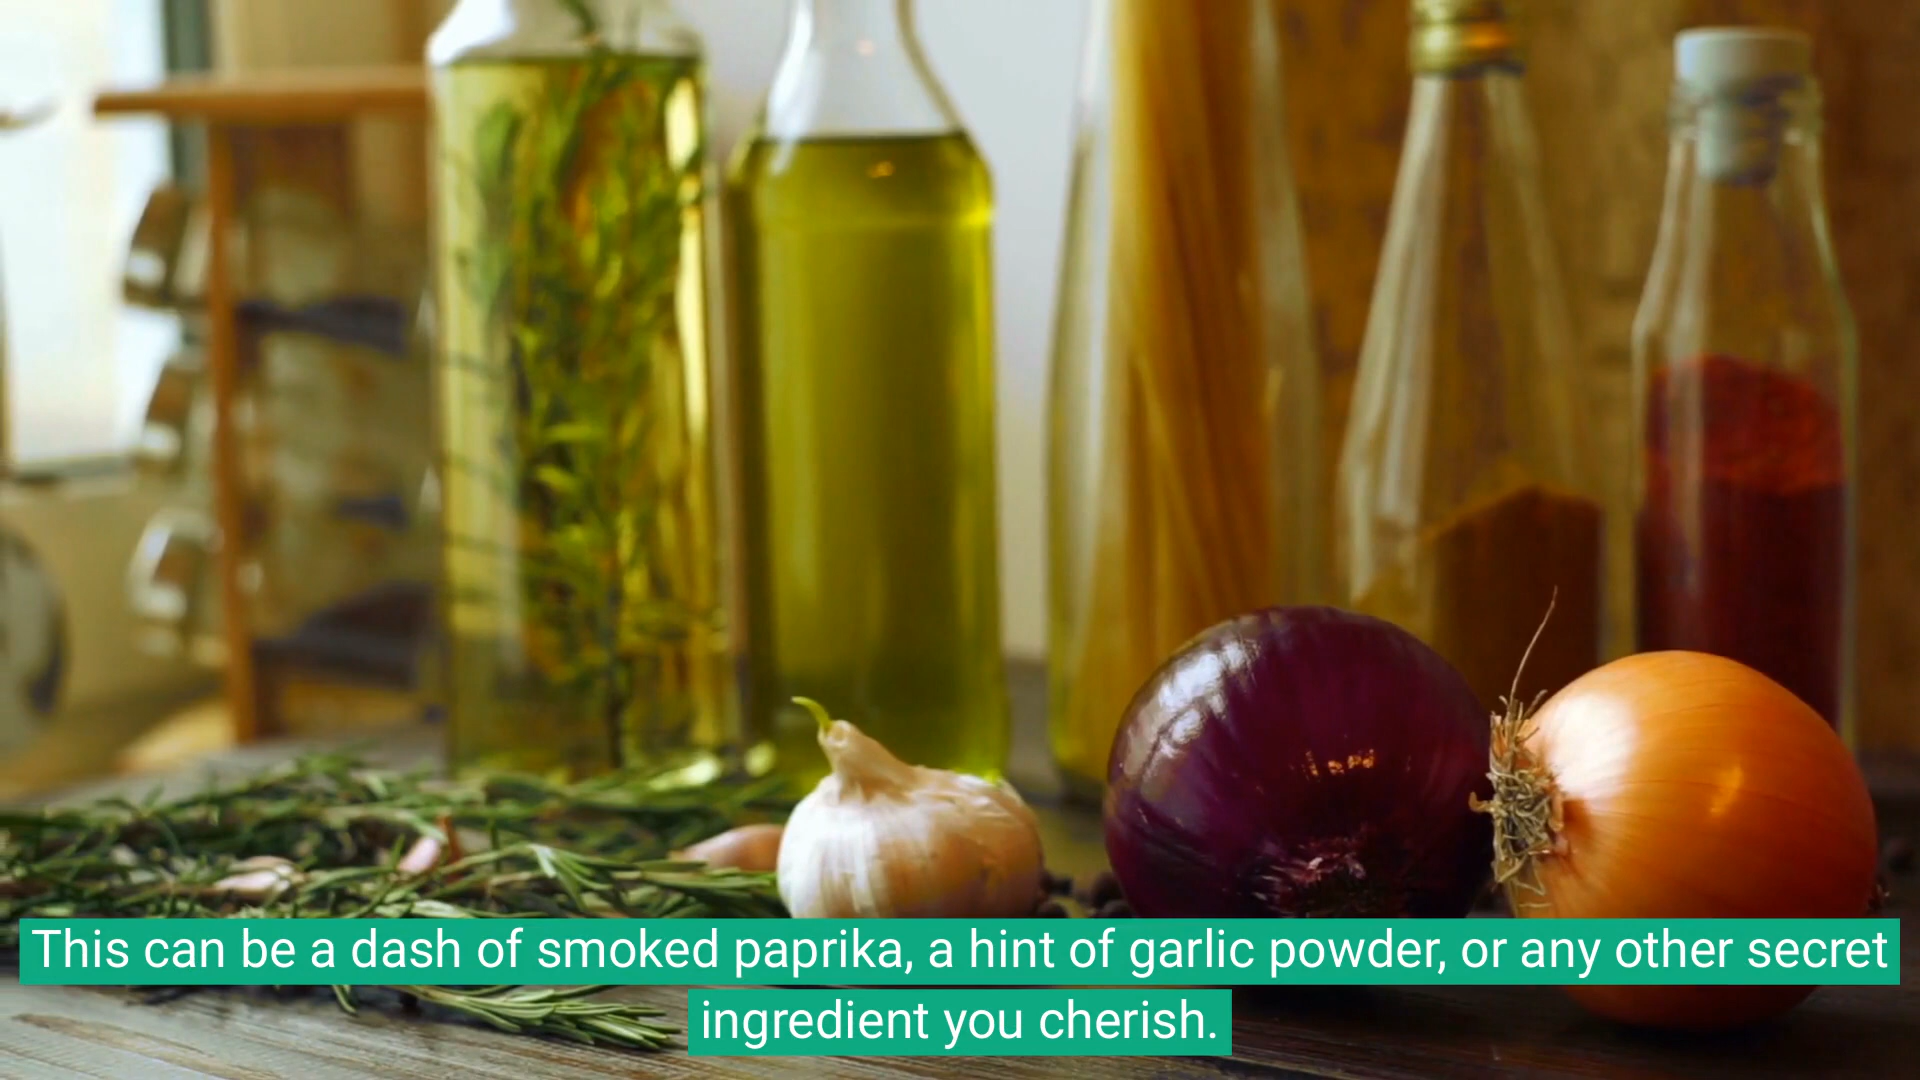 This can be a dash of smoked paprika, a hint of garlic powder, or any other secret
ingredient you cherish.